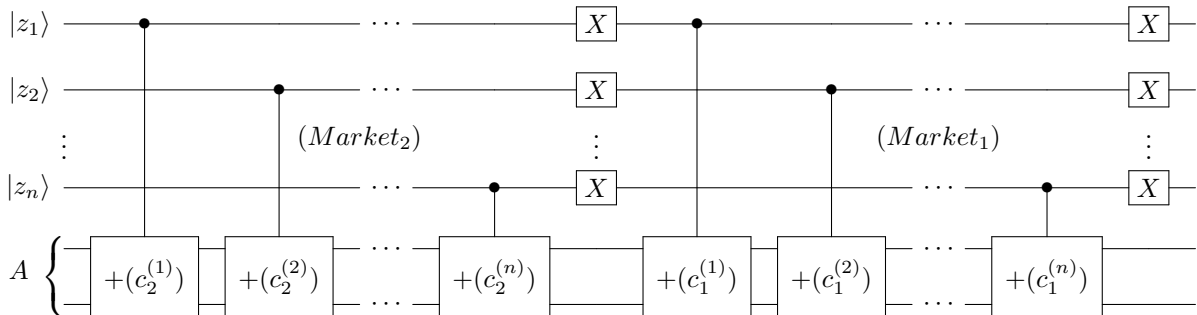 |z₁⟩ ··· X ··· X
|z₂⟩ ··· X ··· X
⋮ (Market₂) ⋮ (Market₁) ⋮
|zₙ⟩ ··· X ··· X
A { +(c₂⁽¹⁾) +(c₂⁽²⁾) ··· +(c₂⁽ⁿ⁾) +(c₁⁽¹⁾) +(c₁⁽²⁾) ··· +(c₁⁽ⁿ⁾)